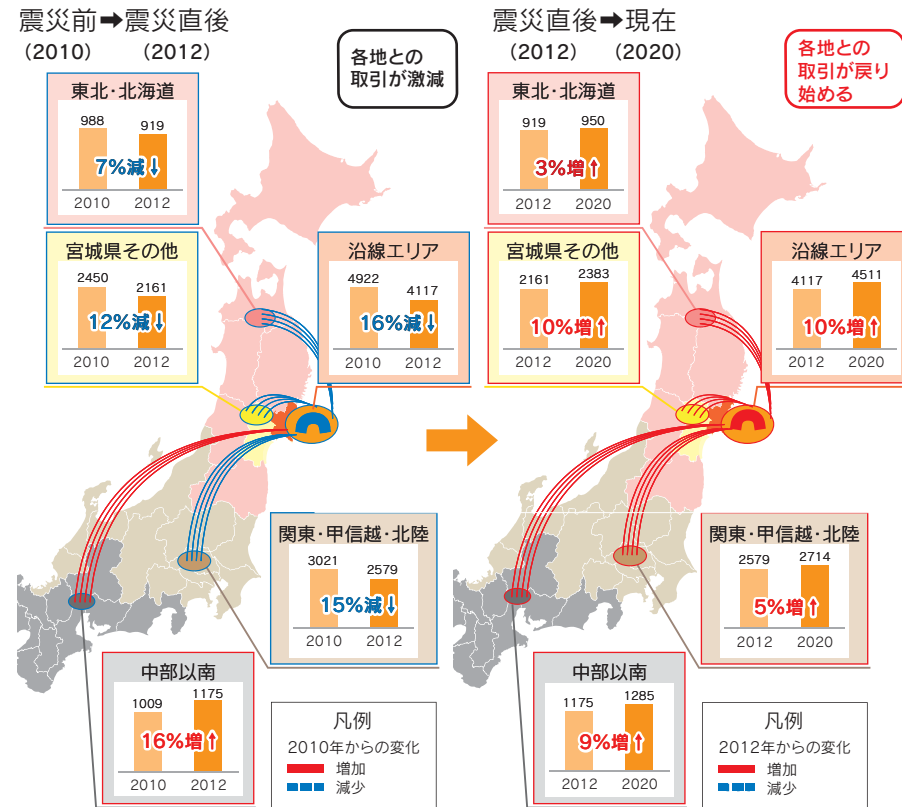 震災前➡震災直後
(2010) (2012)
各地との
取引が激減
東北・北海道
988 919
7%減↓
2010 2012
宮城県その他
2450 2161
12%減↓
2010 2012
沿線エリア
4922 4117
16%減↓
2010 2012
関東・甲信越・北陸
3021 2579
15%減↓
2010 2012
中部以南
1009 1175
16%増↑
2010 2012
凡例
2010年からの変化
増加
減少
震災直後➡現在
(2012) (2020)
各地との
取引が戻り
始める
東北・北海道
919 950
3%増↑
2012 2020
宮城県その他
2161 2383
10%増↑
2012 2020
沿線エリア
4117 4511
10%増↑
2012 2020
関東・甲信越・北陸
2579 2714
5%増↑
2012 2020
中部以南
1175 1285
9%増↑
2012 2020
凡例
2012年からの変化
増加
減少